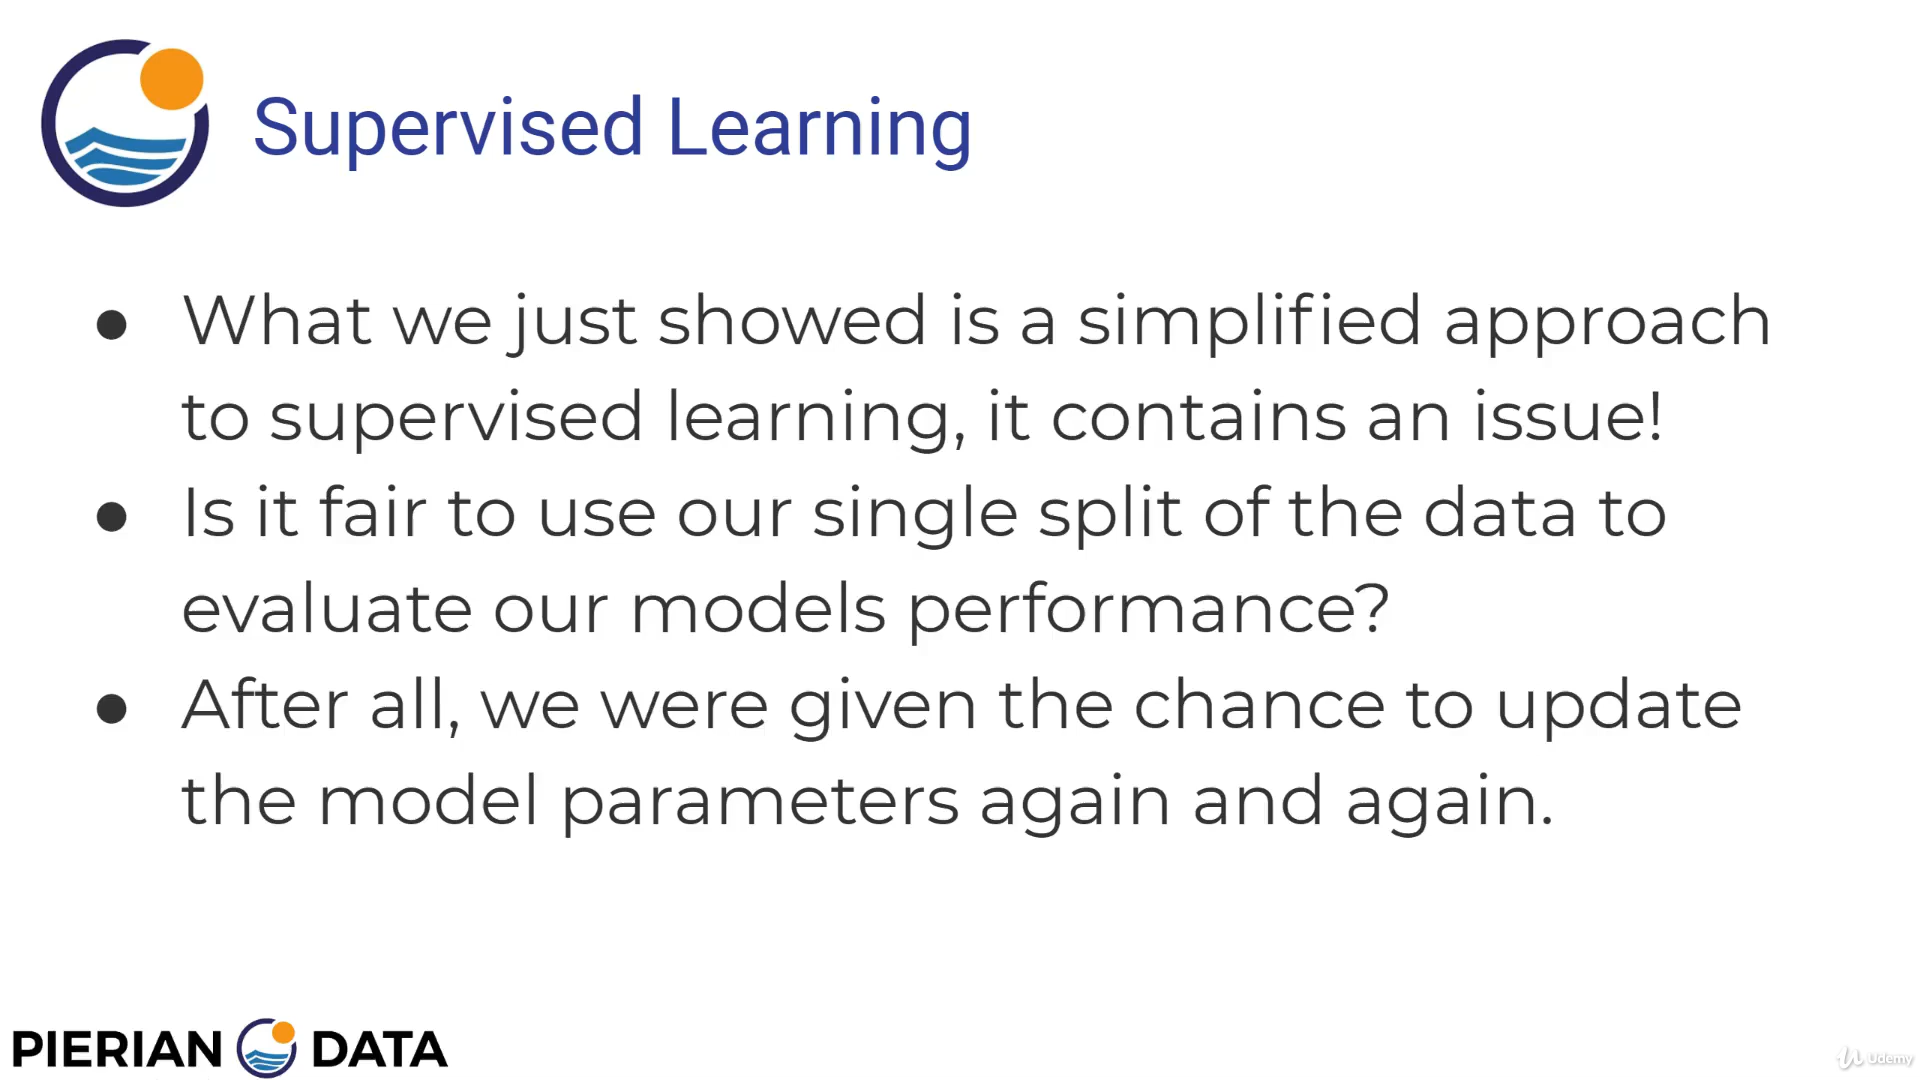 Supervised Learning
● What we just showed is a simplified approach
to supervised learning, it contains an issue!
● Is it fair to use our single split of the data to
evaluate our models performance?
● After all, we were given the chance to update
the model parameters again and again.
PIERIAN DATA
Udemy